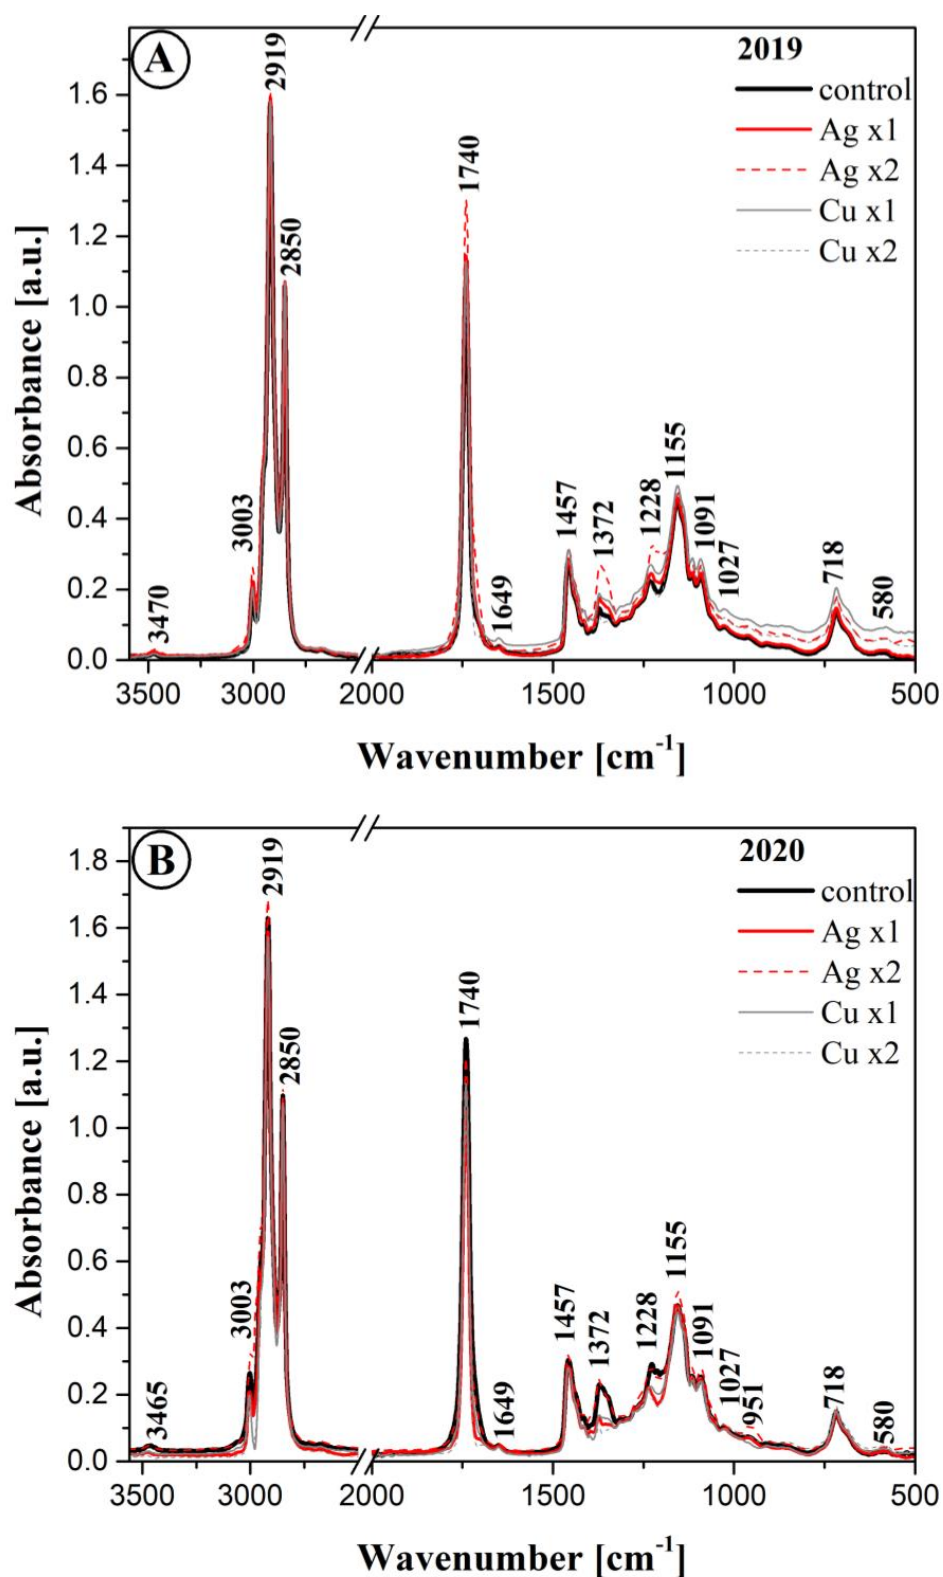 A
2019
control
Ag x1
Ag x2
Cu x1
Cu x2
2919
2850
1740
3003
3470
1649
1457
1372
1228
1155
1091
1027
718
580
1.6
1.4
1.2
1.0
0.8
0.6
0.4
0.2
0.0
Absorbance [a.u.]
3500 3000 2000 1500 1000 500
Wavenumber [cm⁻¹]
B
2020
control
Ag x1
Ag x2
Cu x1
Cu x2
2919
2850
1740
3003
3465
1649
1457
1372
1228
1155
1091
1027
951
718
580
1.8
1.6
1.4
1.2
1.0
0.8
0.6
0.4
0.2
0.0
Absorbance [a.u.]
3500 3000 2000 1500 1000 500
Wavenumber [cm⁻¹]